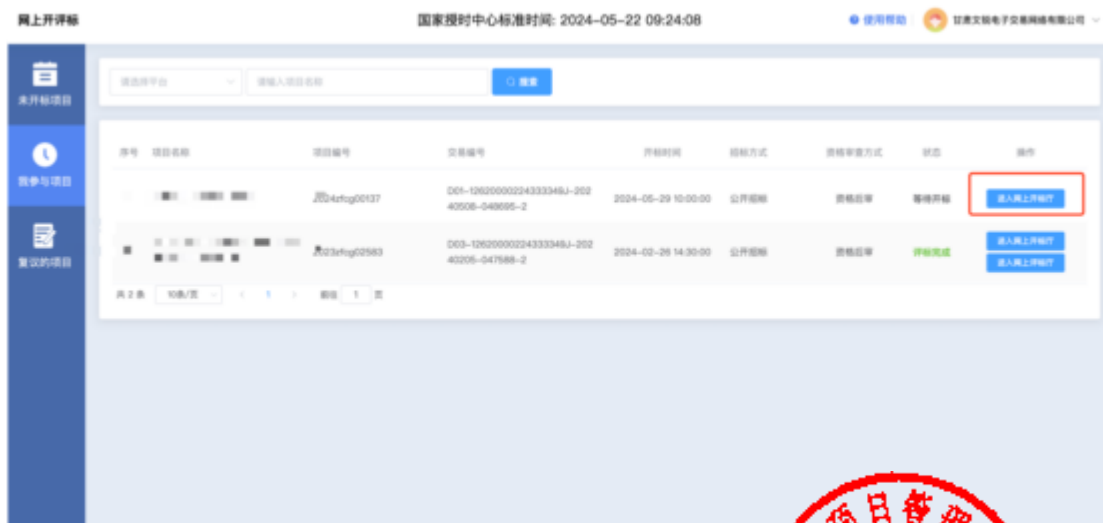 网上开评标
国家授时中心标准时间: 2024-05-22 09:24:08
使用帮助
甘肃文锐电子交易网络有限公司
未开标项目
我参与项目
复议的项目
请选择平台
请输入项目名称
搜索
序号 项目名称 项目编号 交易编号 开标时间 招标方式 资格审查方式 状态 操作
2024zfcg00137
D01-12620000224333349J-202
40508-048695-2
2024-05-29 10:00:00 公开招标 资格后审 等待开标 进入网上开标厅
2023zfcg02563
D03-12620000224333349J-202
40205-047588-2
2024-02-26 14:30:00 公开招标 资格后审 评标完成 进入网上开标厅
进入网上评标厅
共 2 条 10条/页 1 前往 1 页